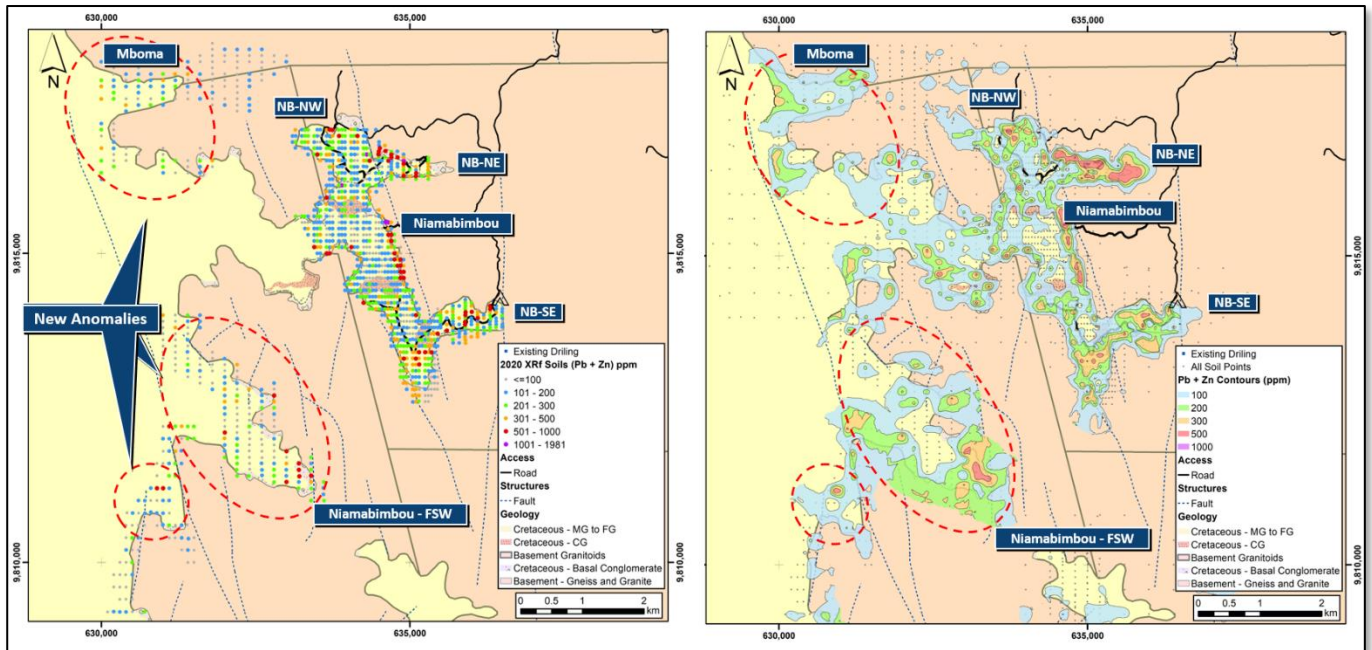 630,000
635,000
Mboma
N
NB-NW
NB-NE
Niamabimbou
9,815,000
NB-SE
New Anomalies
Existing Driling
2020 XRf Soils (Pb + Zn) ppm
<=100
101 - 200
201 - 300
301 - 500
501 - 1000
1001 - 1981
Access
Road
Structures
Fault
Geology
Cretaceous - MG to FG
Cretaceous - CG
Basement Granitoids
Cretaceous - Basal Conglomerate
Basement - Gneiss and Granite
0 0.5 1 2
km
Niamabimbou - FSW
9,810,000
630,000
635,000
630,000
635,000
Mboma
N
NB-NW
NB-NE
Niamabimbou
9,815,000
NB-SE
Existing Driling
All Soil Points
Pb + Zn Contours (ppm)
100
200
300
500
1000
Access
Road
Structures
Fault
Geology
Cretaceous - MG to FG
Cretaceous - CG
Basement Granitoids
Cretaceous - Basal Conglomerate
Basement - Gneiss and Granite
0 0.5 1 2
km
Niamabimbou - FSW
9,810,000
630,000
635,000